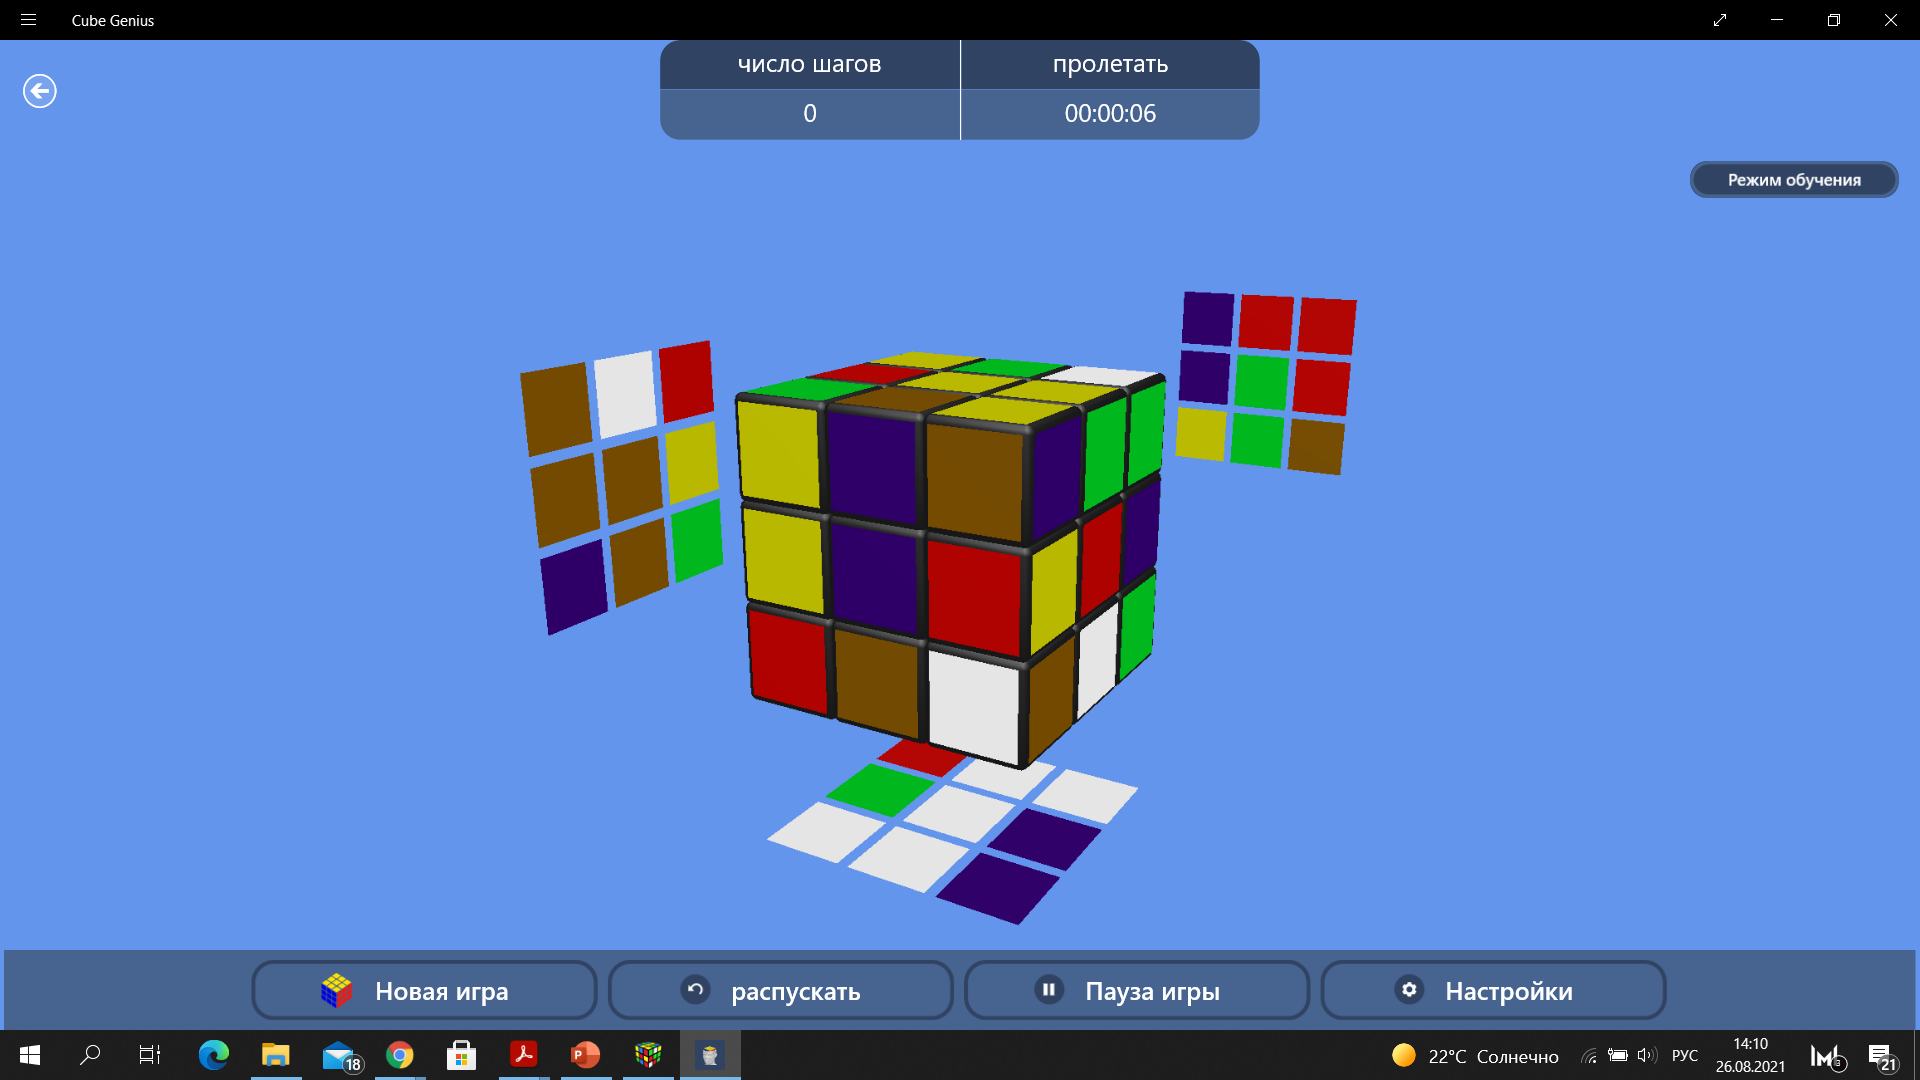 Cube Genius
число шагов
пролетать
0
00:00:06
Режим обучения
Новая игра
распускать
Пауза игры
Настройки
18
P
22°C Солнечно
РУС
14:10
26.08.2021
21